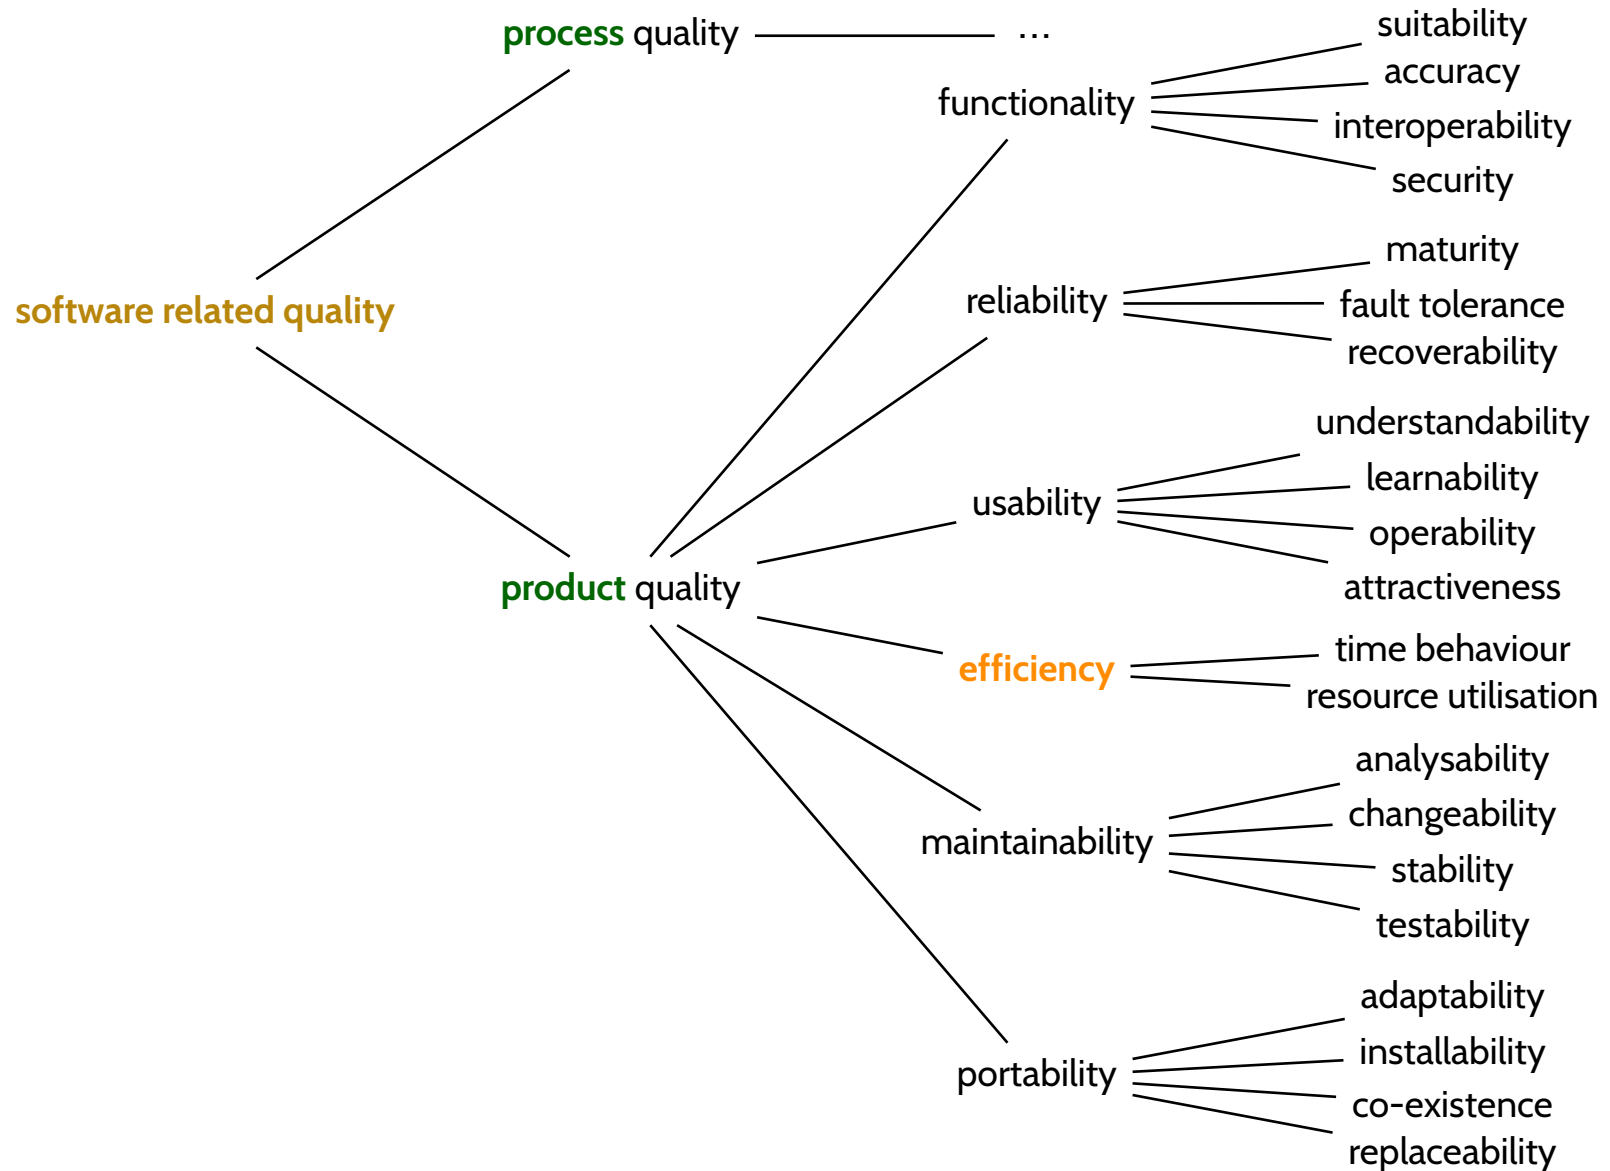 process quality
...
software related quality
product quality
functionality
suitability
accuracy
interoperability
security
reliability
maturity
fault tolerance
recoverability
usability
understandability
learnability
operability
attractiveness
efficiency
time behaviour
resource utilisation
maintainability
analysability
changeability
stability
testability
portability
adaptability
installability
co-existence
replaceability